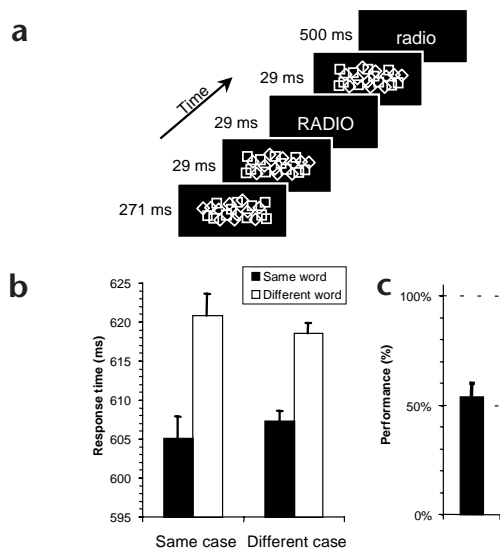 a
500 ms
radio
29 ms
Time
29 ms
RADIO
29 ms
271 ms
b
Response time (ms)
625
620
615
610
605
600
595
Same word
Different word
Same case
Different case
c
Performance (%)
100%
50%
0%